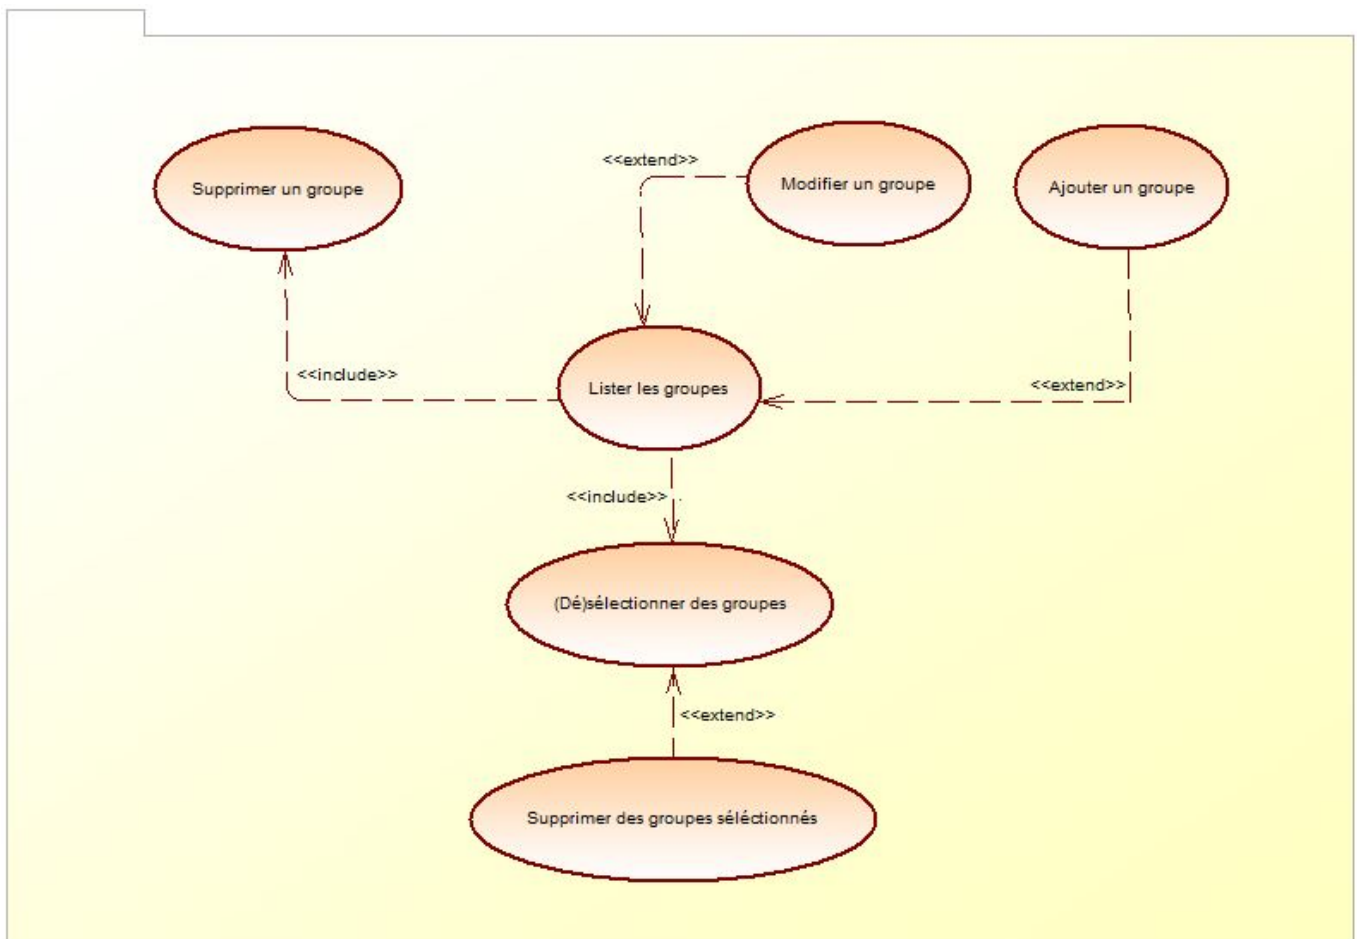 <<extend>>
Modifier un groupe
Supprimer un groupe
Ajouter un groupe
<<include>>
Lister les groupes
<<extend>>
<<include>>
(Dé)sélectionner des groupes
<<extend>>
Supprimer des groupes séléctionnés